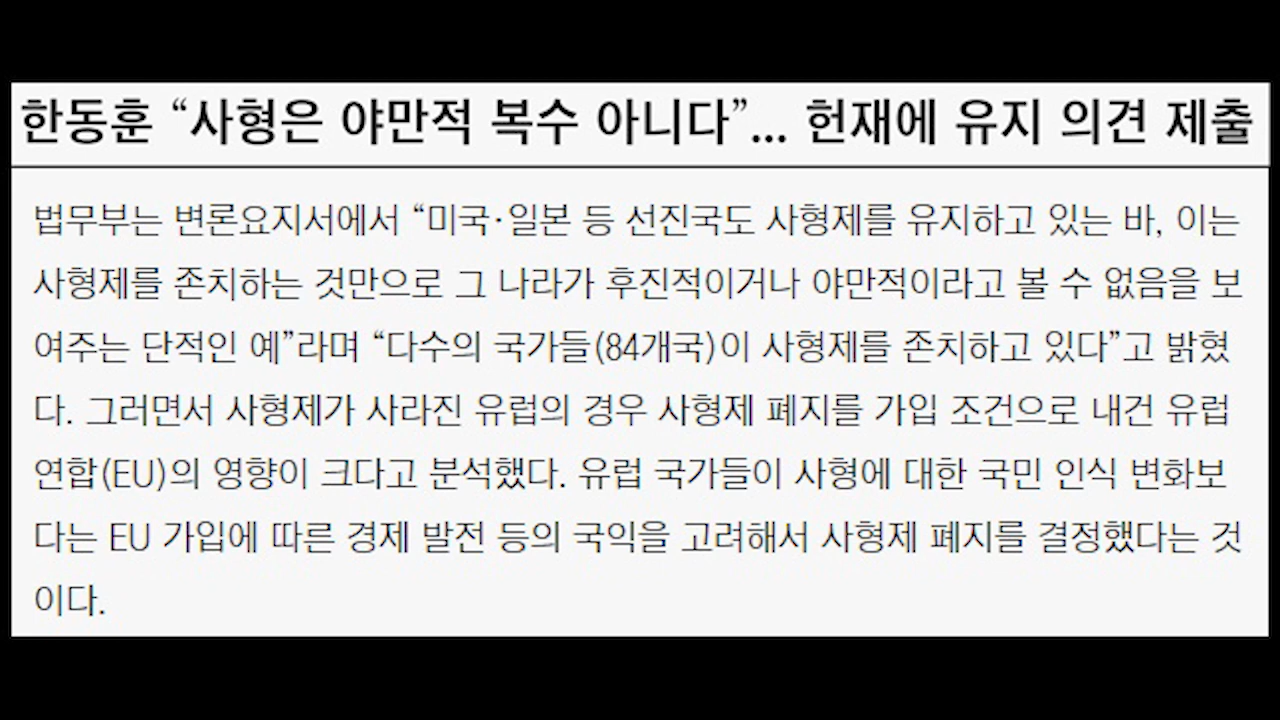 한동훈 “사형은 야만적 복수 아니다”... 헌재에 유지 의견 제출
법무부는 변론요지서에서 “미국·일본 등 선진국도 사형제를 유지하고 있는 바, 이는
사형제를 존치하는 것만으로 그 나라가 후진적이거나 야만적이라고 볼 수 없음을 보
여주는 단적인 예”라며 “다수의 국가들(84개국)이 사형제를 존치하고 있다”고 밝혔
다. 그러면서 사형제가 사라진 유럽의 경우 사형제 폐지를 가입 조건으로 내건 유럽
연합(EU)의 영향이 크다고 분석했다. 유럽 국가들이 사형에 대한 국민 인식 변화보
다는 EU 가입에 따른 경제 발전 등의 국익을 고려해서 사형제 폐지를 결정했다는 것
이다.